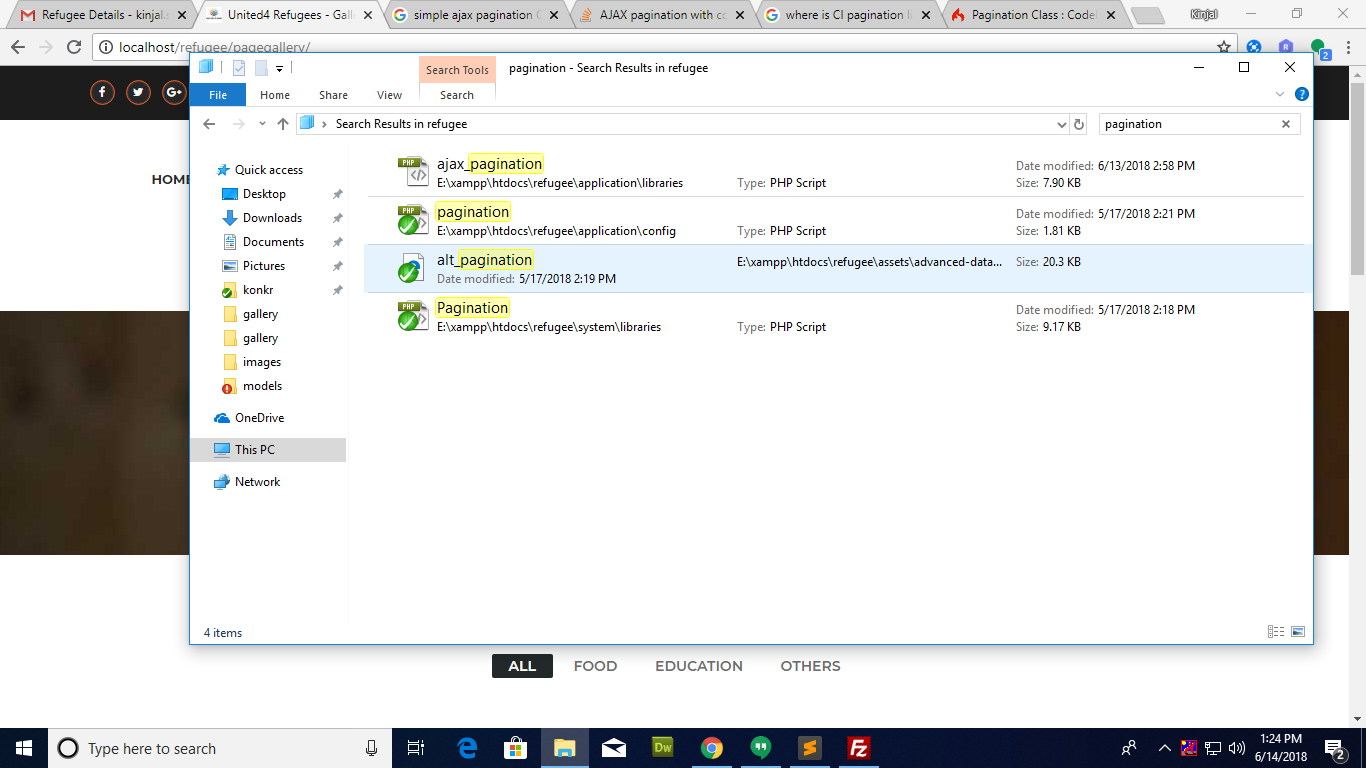 Refugee Details - kinjal.s
United4 Refugees - Gall
simple ajax pagination
AJAX pagination with co
where is CI pagination li
Pagination Class : CodeI
Kinjal
localhost/refugee/pagegallery/
2
Search Tools
pagination - Search Results in refugee
File
Home
Share
View
Search
Search Results in refugee
pagination
HOME
Quick access
Desktop
Downloads
Documents
Pictures
konkr
gallery
gallery
images
models
OneDrive
This PC
Network
PHP
ajax_pagination
Date modified: 6/13/2018 2:58 PM
E:\xampp\htdocs\refugee\application\libraries
Type: PHP Script
Size: 7.90 KB
PHP
pagination
Date modified: 5/17/2018 2:21 PM
E:\xampp\htdocs\refugee\application\config
Type: PHP Script
Size: 1.81 KB
alt_pagination
E:\xampp\htdocs\refugee\assets\advanced-data...
Size: 20.3 KB
Date modified: 5/17/2018 2:19 PM
PHP
Pagination
Date modified: 5/17/2018 2:18 PM
E:\xampp\htdocs\refugee\system\libraries
Type: PHP Script
Size: 9.17 KB
4 items
ALL
FOOD
EDUCATION
OTHERS
Type here to search
Dw
Fz
1:24 PM
6/14/2018
2